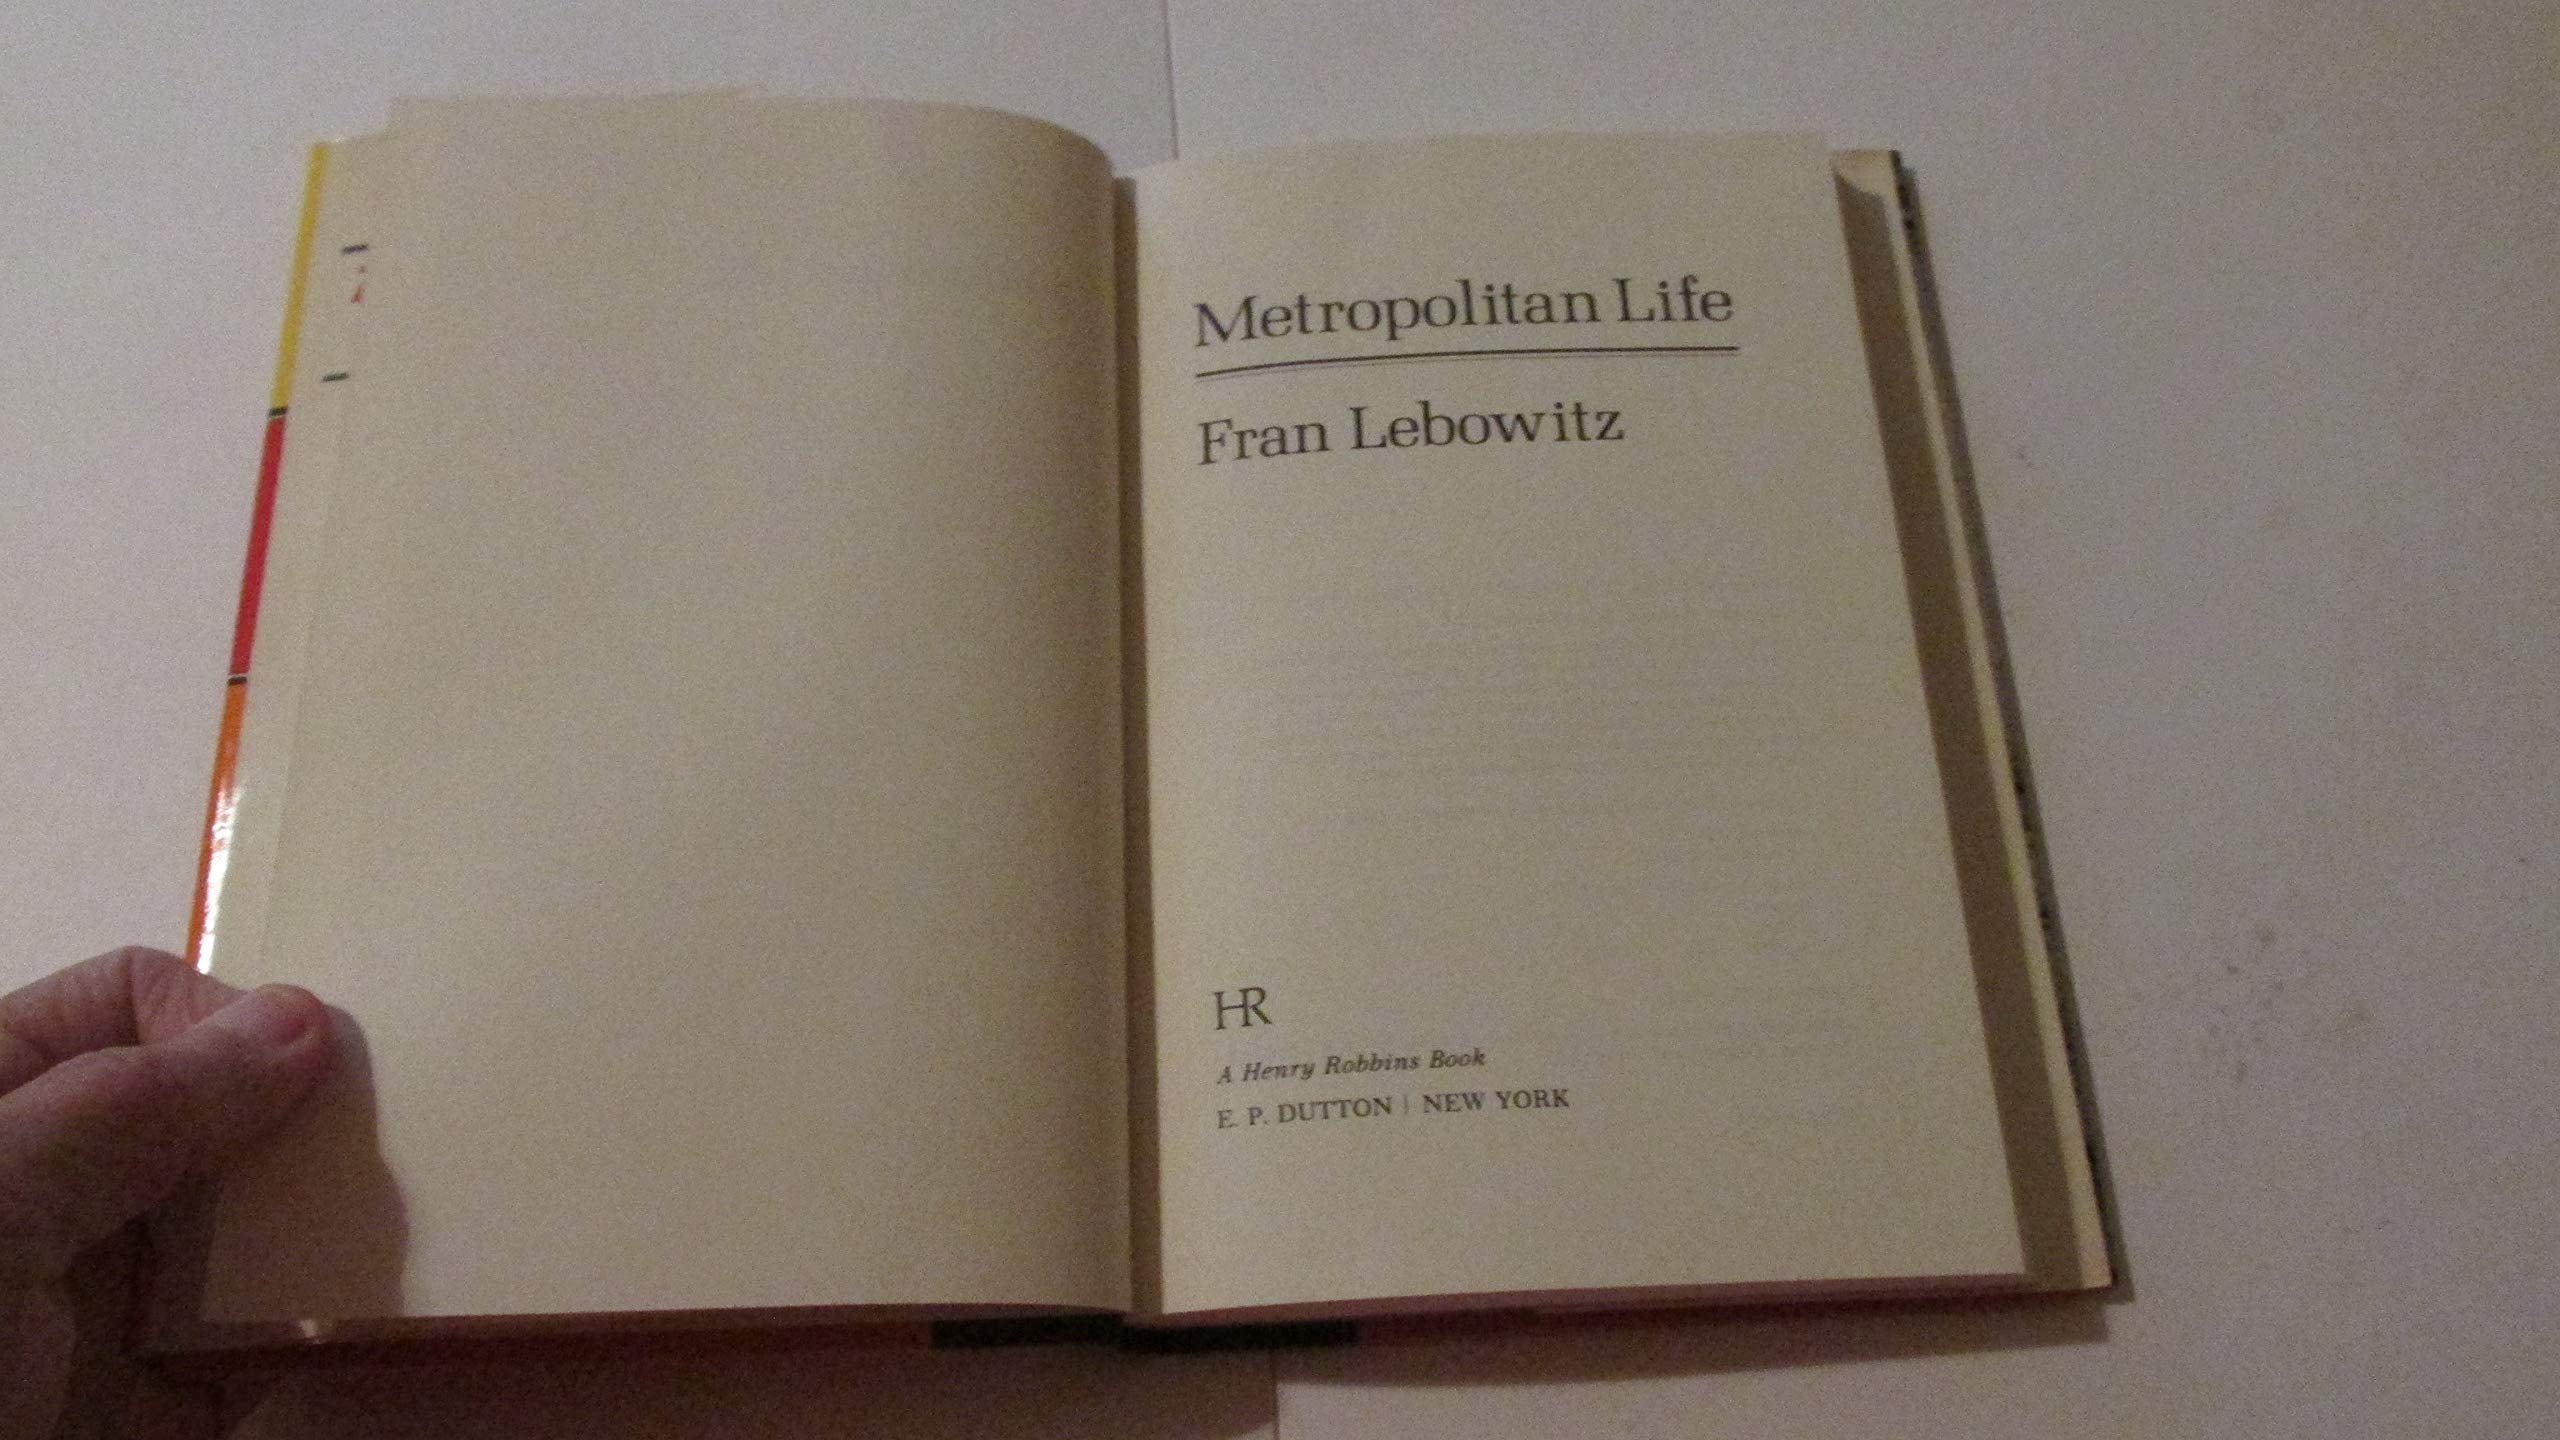 Metropolitan Life
Fran Lebowitz
HR
A Henry Robbins Book
E. P. DUTTON | NEW YORK